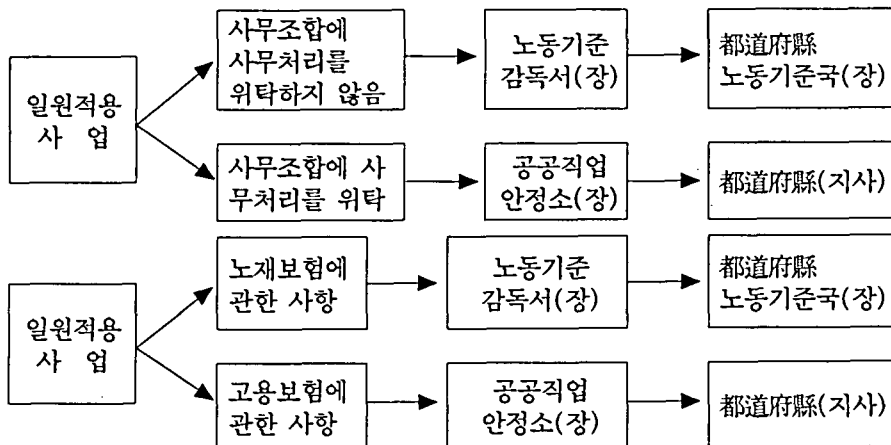 일원적용
사 업
사무조합에
사무처리를
위탁하지 않음
노동기준
감독서(장)
都道府縣
노동기준국(장)
사무조합에 사
무처리를 위탁
공공직업
안정소(장)
都道府縣(지사)
일원적용
사 업
노재보험에
관한 사항
노동기준
감독서(장)
都道府縣
노동기준국(장)
고용보험에
관한 사항
공공직업
안정소(장)
都道府縣(지사)